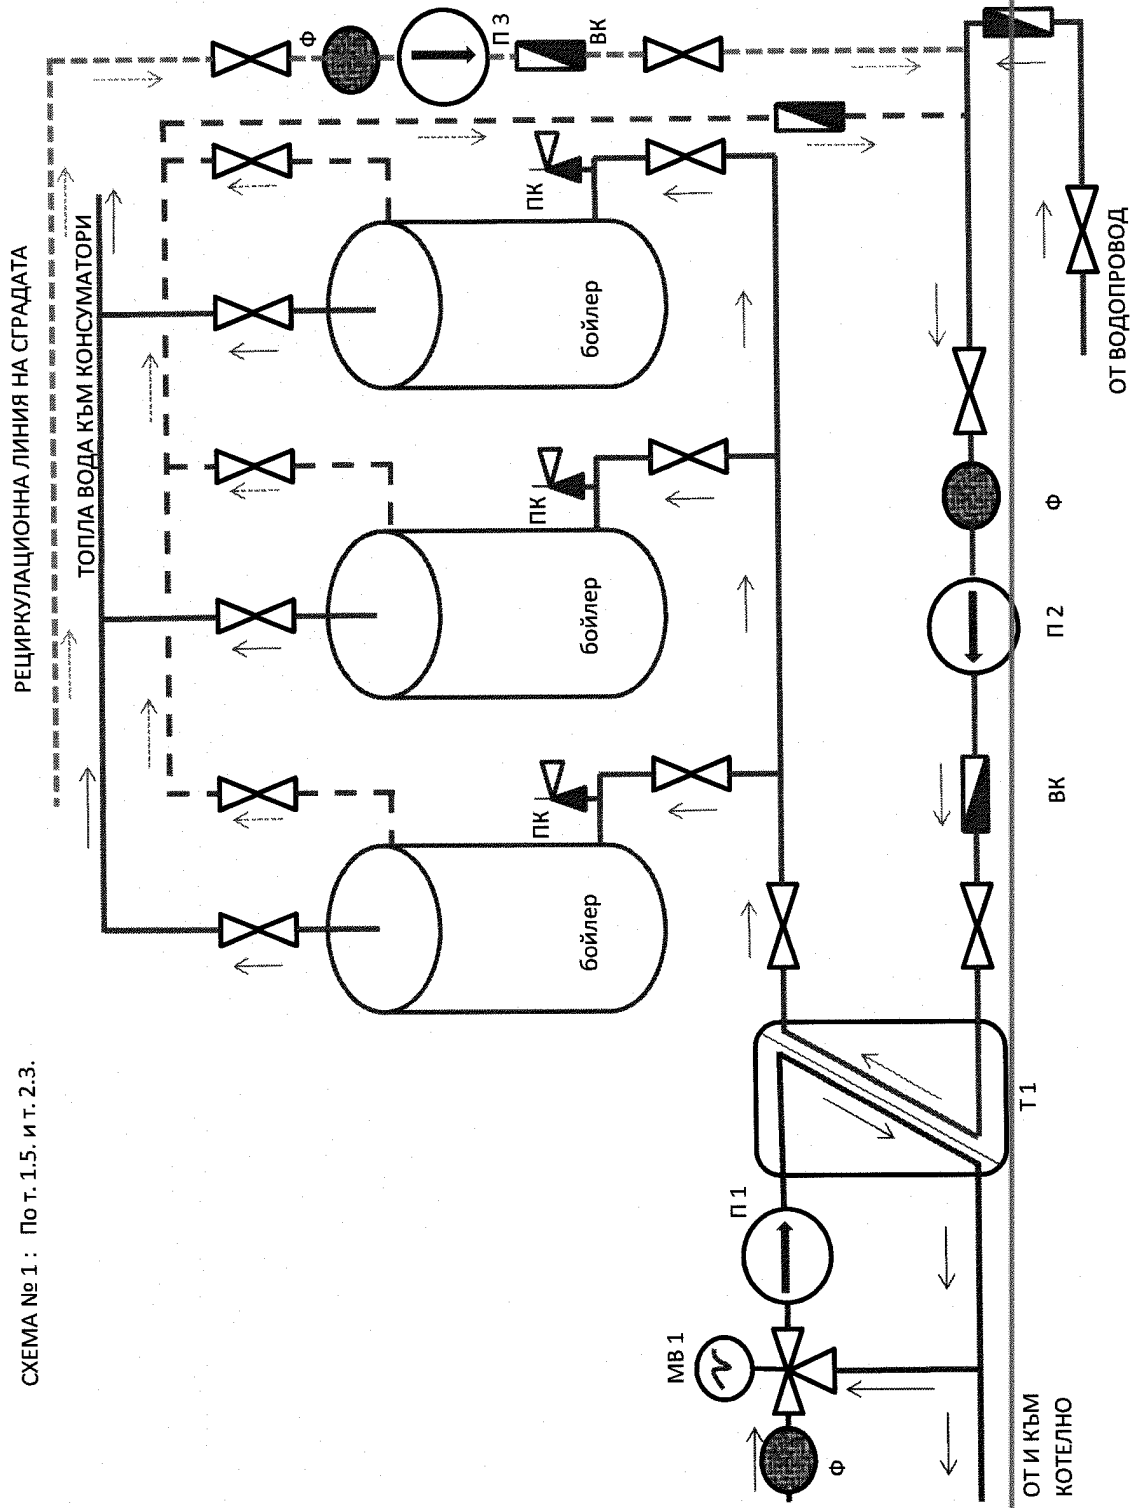 СХЕМА № 1 :   По т. 1.5. и т. 2.3.
РЕЦИРКУЛАЦИОННА ЛИНИЯ НА СГРАДАТА
ТОПЛА ВОДА КЪМ КОНСУМАТОРИ
Ф
П 3
ВК
ПК
ПК
ПК
бойлер
бойлер
бойлер
МВ 1
П 1
Ф
Т 1
ВК
П 2
Ф
ОТ ВОДОПРОВОД
ОТ И КЪМ
КОТЕЛНО